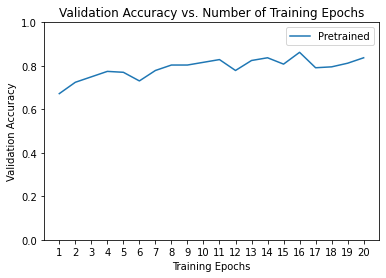 Validation Accuracy vs. Number of Training Epochs
Pretrained
Validation Accuracy
1.0
0.8
0.6
0.4
0.2
0.0
1 2 3 4 5 6 7 8 9 10 11 12 13 14 15 16 17 18 19 20
Training Epochs